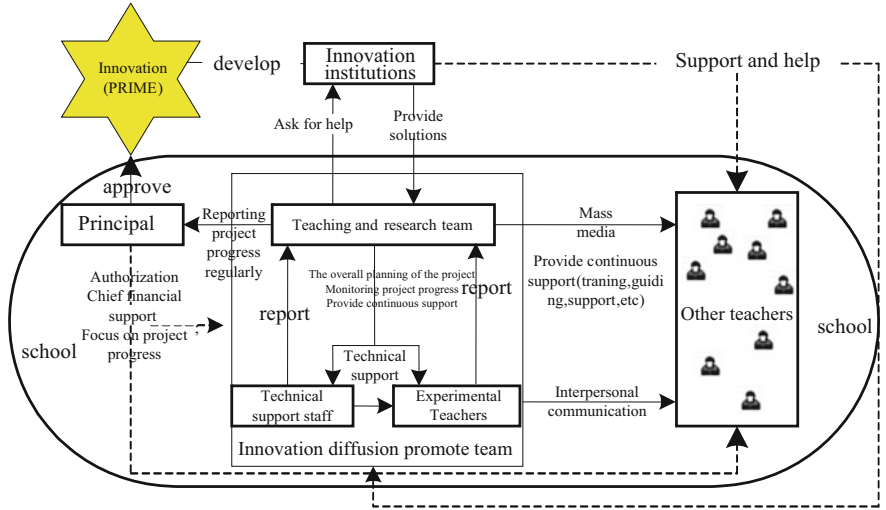 Innovation
(PRIME)
develop
Innovation
institutions
Support and help
Ask for help
Provide
solutions
approve
Principal
Reporting
project
progress
regularly
Teaching and research team
Mass
media
Authorization
Chief financial
support
Focus on project ;
progress
The overall planning of the project
Monitoring project progress
Provide continuous support
report
report
Provide continuous
support(traning,guidi
ng,support,etc)
Other teachers
school
school
Technical
support
Technical
support staff
Experimental
Teachers
Interpersonal
communication
Innovation diffusion promote team